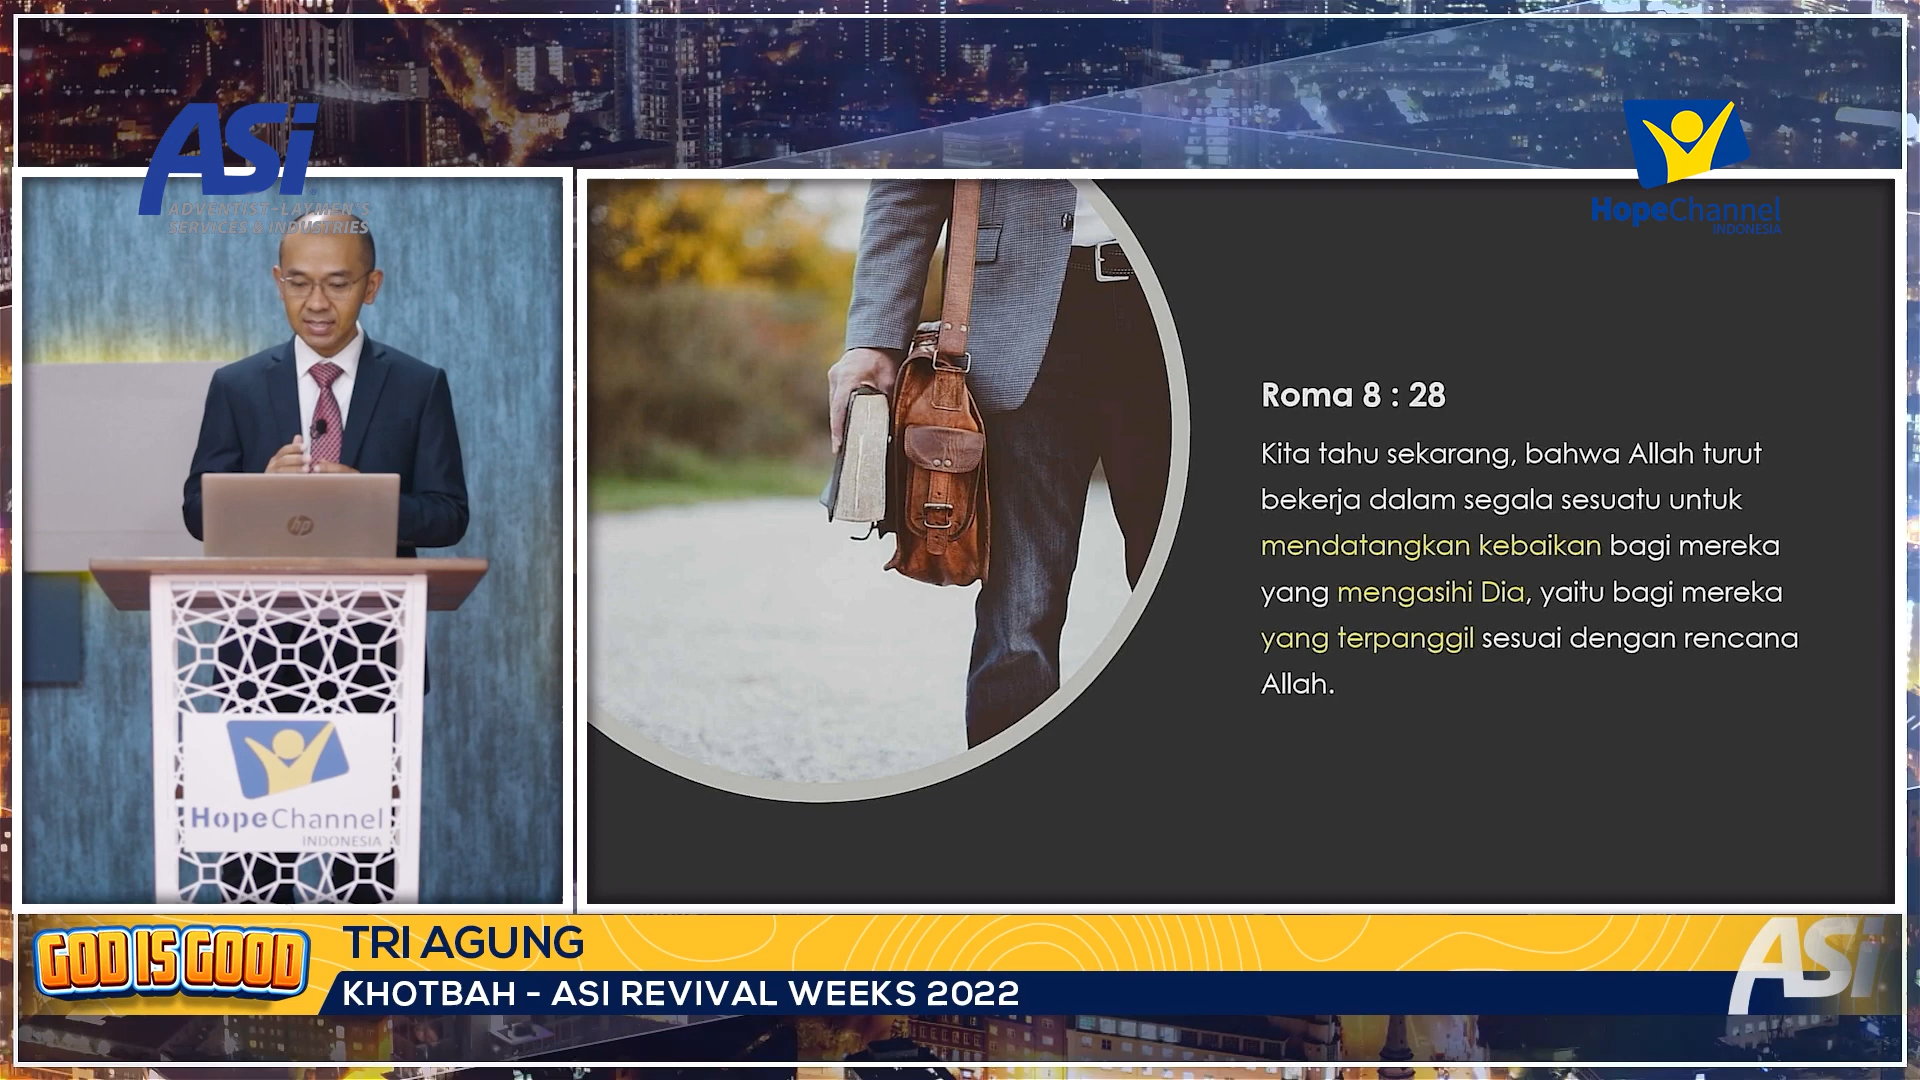 ASi
ADVENTIST-LAYMEN'S
SERVICES & INDUSTRIES
HopeChannel
INDONESIA
hp
HopeChannel
INDONESIA
Roma 8 : 28
Kita tahu sekarang, bahwa Allah turut
bekerja dalam segala sesuatu untuk
mendatangkan kebaikan bagi mereka
yang mengasihi Dia, yaitu bagi mereka
yang terpanggil sesuai dengan rencana
Allah.
GOD IS GOOD
TRI AGUNG
KHOTBAH - ASI REVIVAL WEEKS 2022
ASi